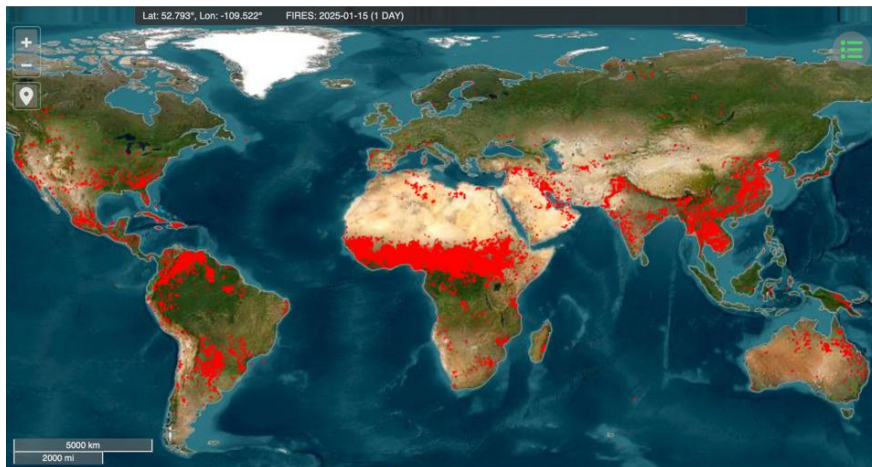 Lat: 52.793°, Lon: -109.522° FIRES: 2025-01-15 (1 DAY)
+
−
5000 km
2000 mi